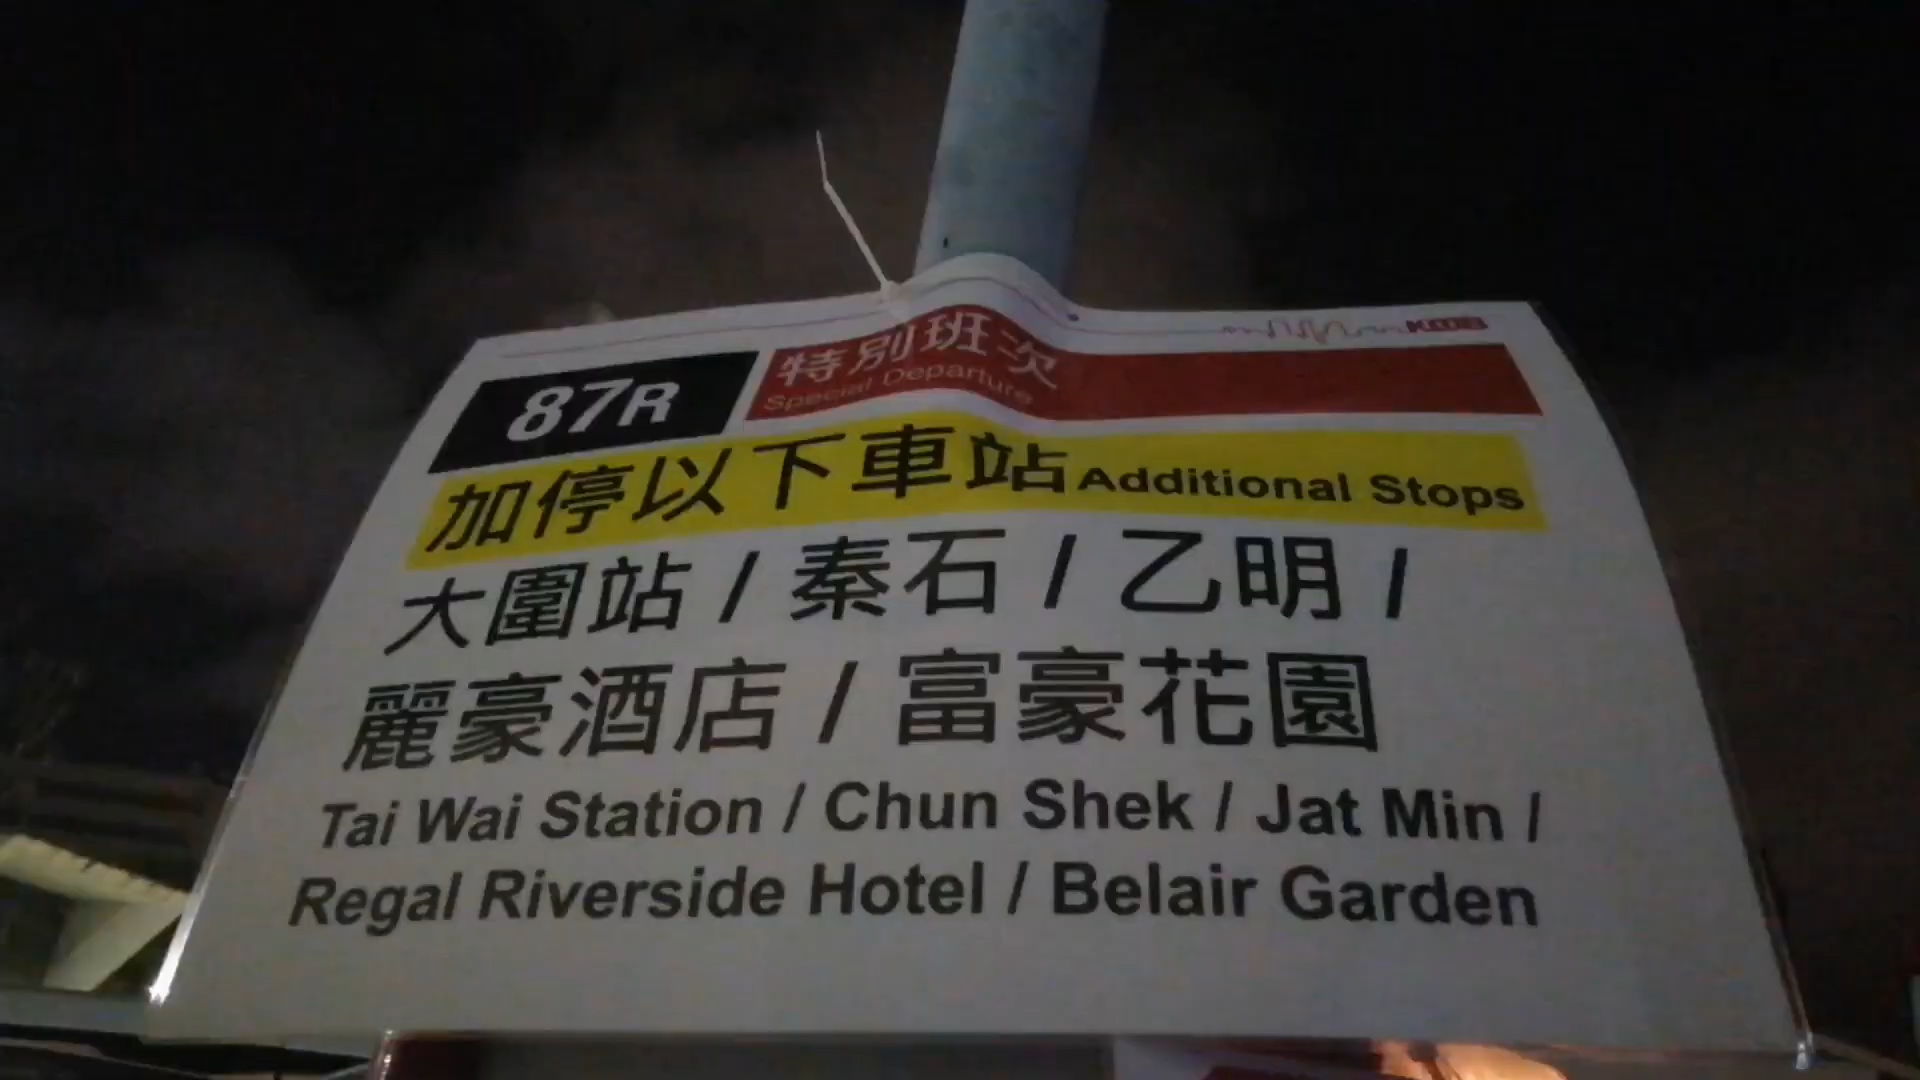 KMB
87R 特別班次
Special Departure
加停以下車站 Additional Stops
大圍站 / 秦石 / 乙明 /
麗豪酒店 / 富豪花園
Tai Wai Station / Chun Shek / Jat Min /
Regal Riverside Hotel / Belair Garden